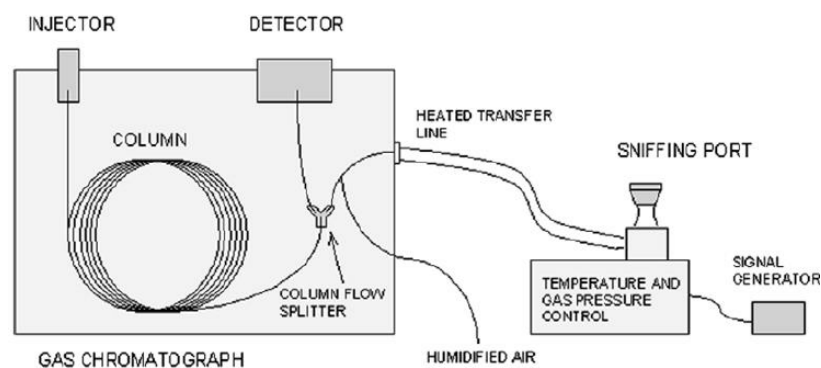 INJECTOR
DETECTOR
COLUMN
HEATED TRANSFER
LINE
SNIFFING PORT
COLUMN FLOW
SPLITTER
TEMPERATURE AND
GAS PRESSURE
CONTROL
SIGNAL
GENERATOR
GAS CHROMATOGRAPH
HUMIDIFIED AIR